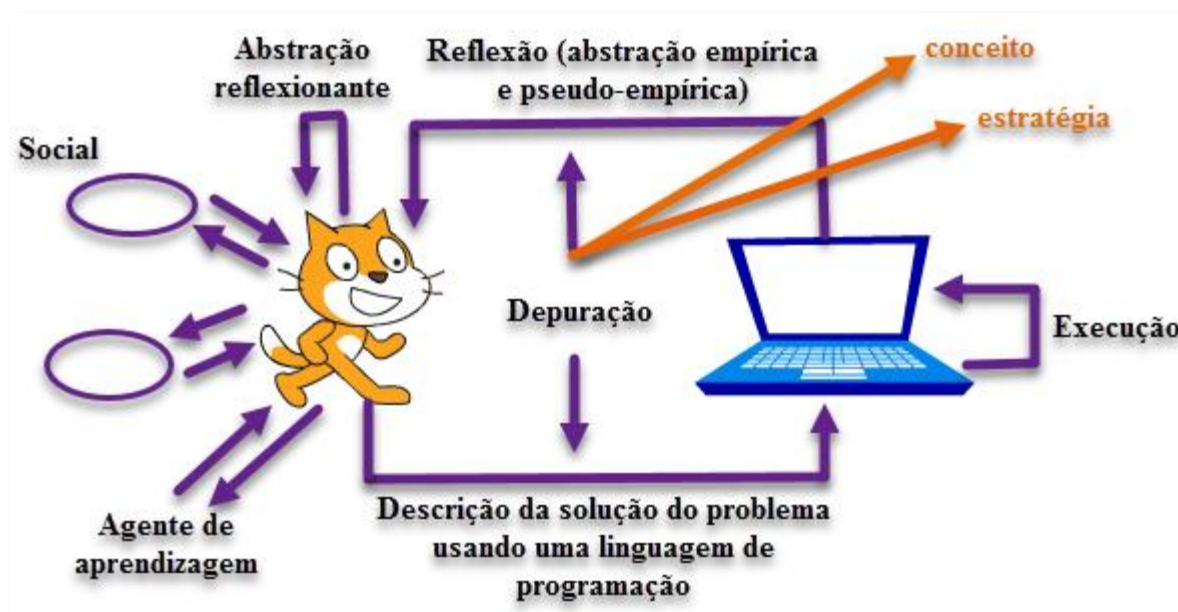 Abstração
reflexionante
Reflexão (abstração empírica
e pseudo-empírica)
conceito
estratégia
Social
Depuração
Execução
Agente de
aprendizagem
Descrição da solução do problema
usando uma linguagem de
programação